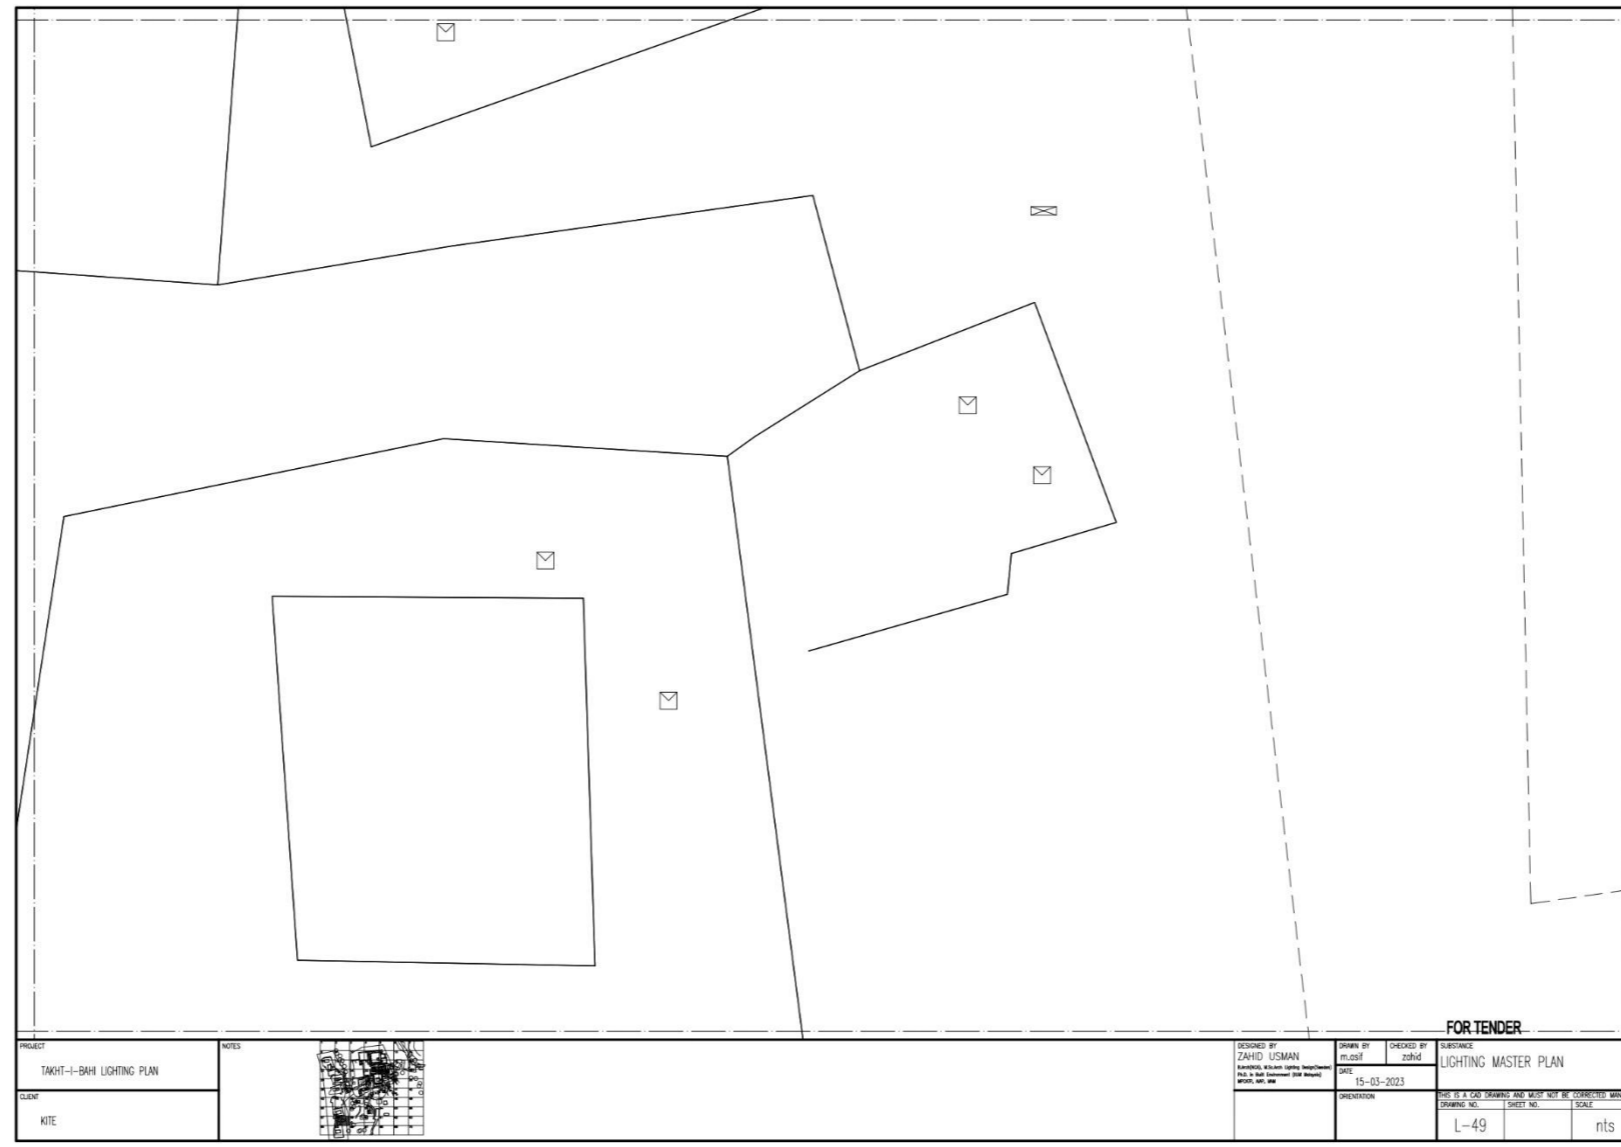 FOR TENDER
PROJECT
TAKHT-I-BAHI LIGHTING PLAN
CLIENT
KITE
NOTES
DESIGNED BY
ZAHID USMAN
DRAWN BY
m.asif
CHECKED BY
zahid
DATE
15-03-2023
ORIENTATION
SUBSTANCE
LIGHTING MASTER PLAN
THIS IS A CAD DRAWING AND MUST NOT BE CORRECTED MAN
DRAWING NO.
L-49
SHEET NO.
SCALE
nts